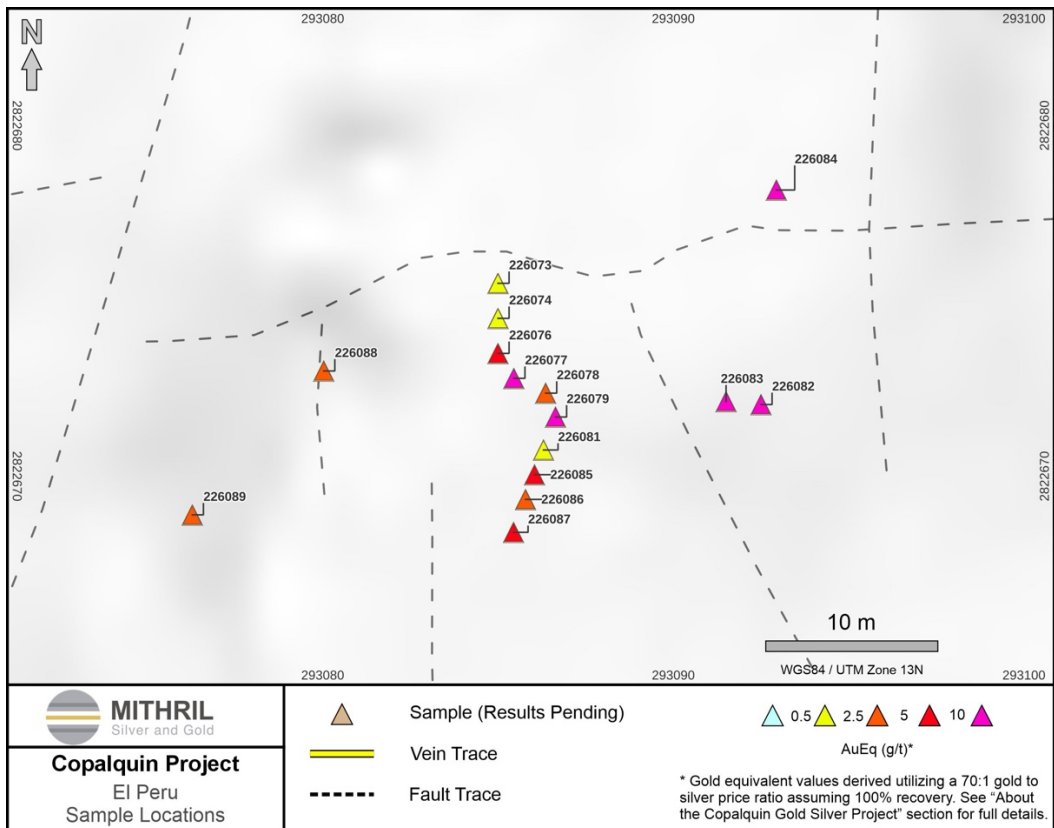 293080
293090
293100
N
2822680
2822680
226084
226073
226074
226076
226077
226078
226088
226079
226083
226082
226081
226085
226086
226087
226089
2822670
2822670
10 m
WGS84 / UTM Zone 13N
293080
293090
293100
MITHRIL
Silver and Gold
Copalquin Project
El Peru
Sample Locations
Sample (Results Pending)
Vein Trace
Fault Trace
0.5 2.5 5 10
AuEq (g/t)*
* Gold equivalent values derived utilizing a 70:1 gold to
silver price ratio assuming 100% recovery. See “About
the Copalquin Gold Silver Project” section for full details.